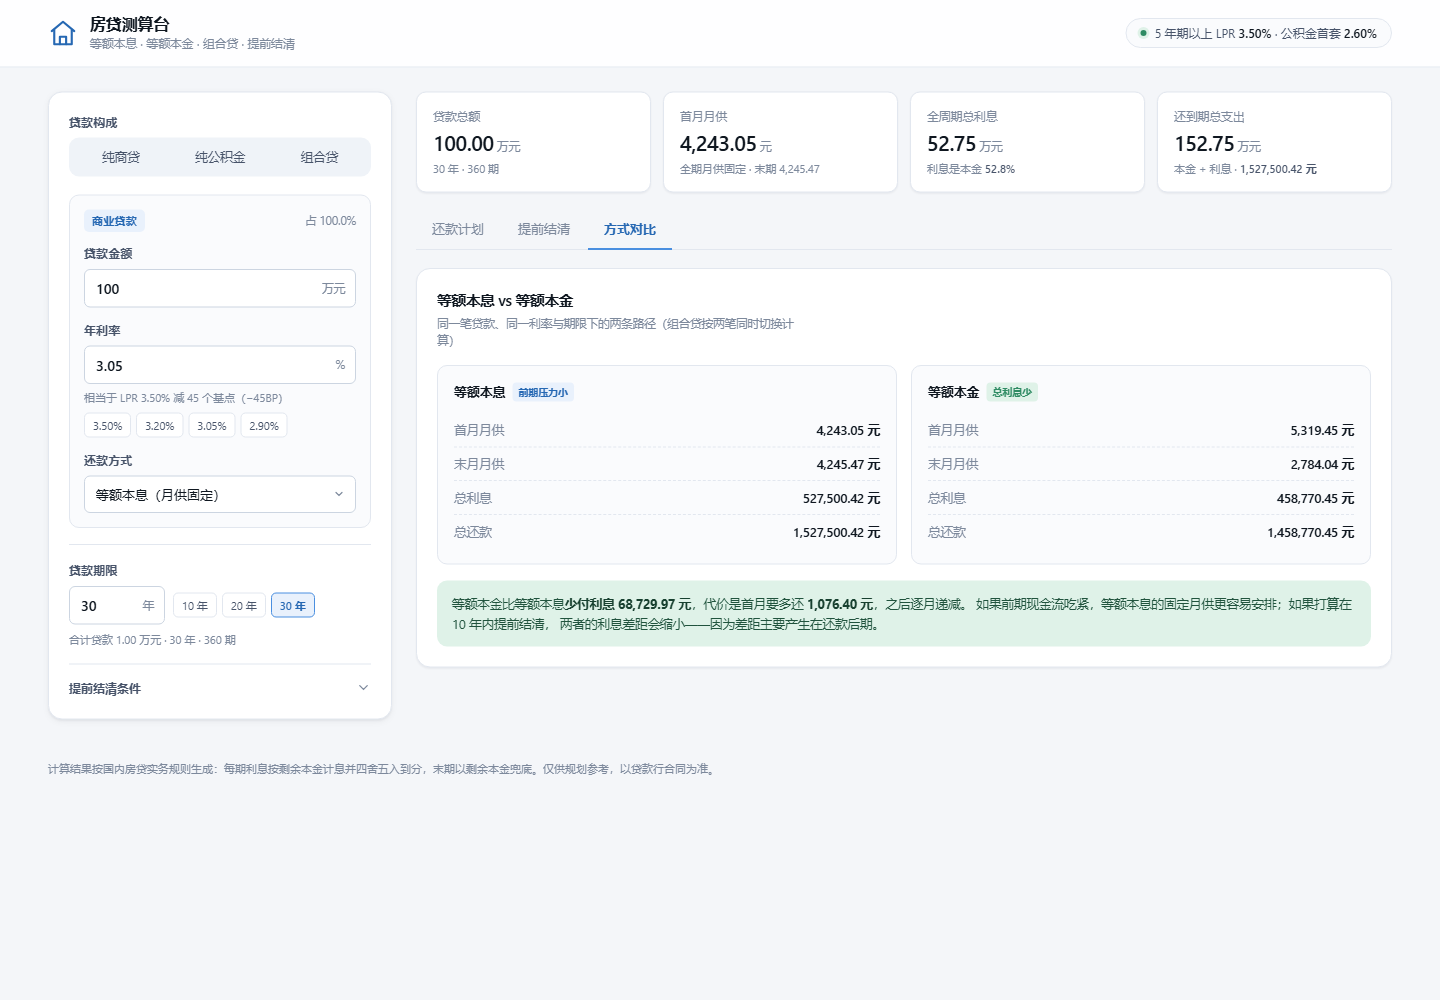 房贷测算台
等额本息 · 等额本金 · 组合贷 · 提前结清
5 年期以上 LPR 3.50% · 公积金首套 2.60%
贷款构成
纯商贷 纯公积金 组合贷
商业贷款 占 100.0%
贷款金额
100 万元
年利率
3.05 %
相当于 LPR 3.50% 减 45 个基点（−45BP）
3.50% 3.20% 3.05% 2.90%
还款方式
等额本息（月供固定）
贷款期限
30 年 10 年 20 年 30 年
合计贷款 1.00 万元 · 30 年 · 360 期
提前结清条件
贷款总额
100.00 万元
30 年 · 360 期
首月月供
4,243.05 元
全期月供固定 · 末期 4,245.47
全周期总利息
52.75 万元
利息是本金 52.8%
还到期总支出
152.75 万元
本金 + 利息 · 1,527,500.42 元
还款计划 提前结清 方式对比
等额本息 vs 等额本金
同一笔贷款、同一利率与期限下的两条路径（组合贷按两笔同时切换计
算）
等额本息 前期压力小
首月月供 4,243.05 元
末月月供 4,245.47 元
总利息 527,500.42 元
总还款 1,527,500.42 元
等额本金 总利息少
首月月供 5,319.45 元
末月月供 2,784.04 元
总利息 458,770.45 元
总还款 1,458,770.45 元
等额本金比等额本息少付利息 68,729.97 元，代价是首月要多还 1,076.40 元，之后逐月递减。 如果前期现金流吃紧，等额本息的固定月供更容易安排；如果打算在
10 年内提前结清， 两者的利息差距会缩小——因为差距主要产生在还款后期。
计算结果按国内房贷实务规则生成：每期利息按剩余本金计息并四舍五入到分，末期以剩余本金兜底。仅供规划参考，以贷款行合同为准。